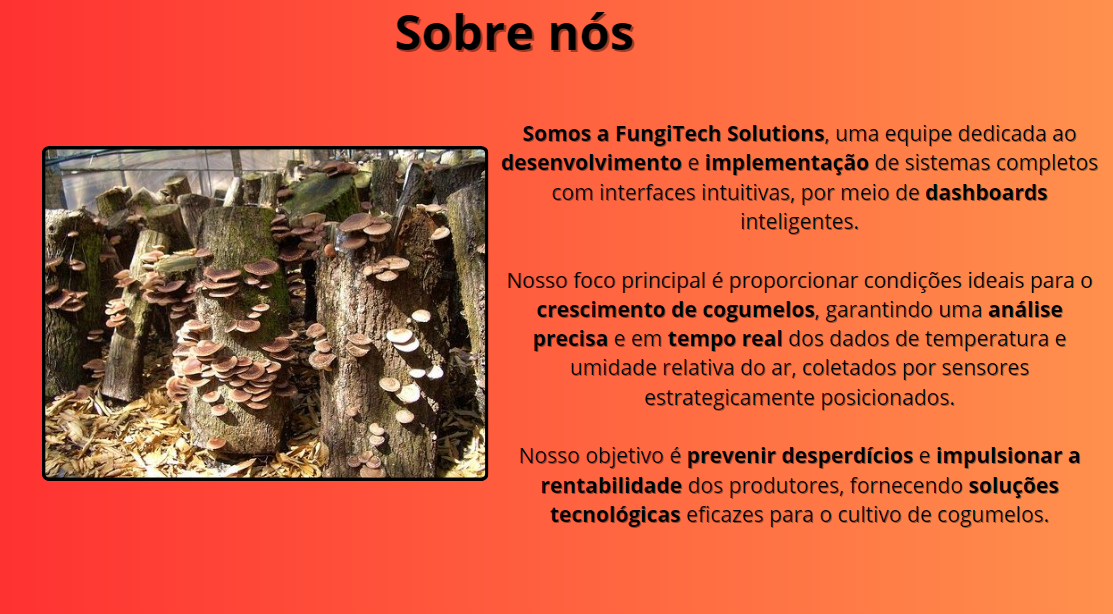 Sobre nós
Somos a FungiTech Solutions, uma equipe dedicada ao
desenvolvimento e implementação de sistemas completos
com interfaces intuitivas, por meio de dashboards
inteligentes.
Nosso foco principal é proporcionar condições ideais para o
crescimento de cogumelos, garantindo uma análise
precisa e em tempo real dos dados de temperatura e
umidade relativa do ar, coletados por sensores
estrategicamente posicionados.
Nosso objetivo é prevenir desperdícios e impulsionar a
rentabilidade dos produtores, fornecendo soluções
tecnológicas eficazes para o cultivo de cogumelos.